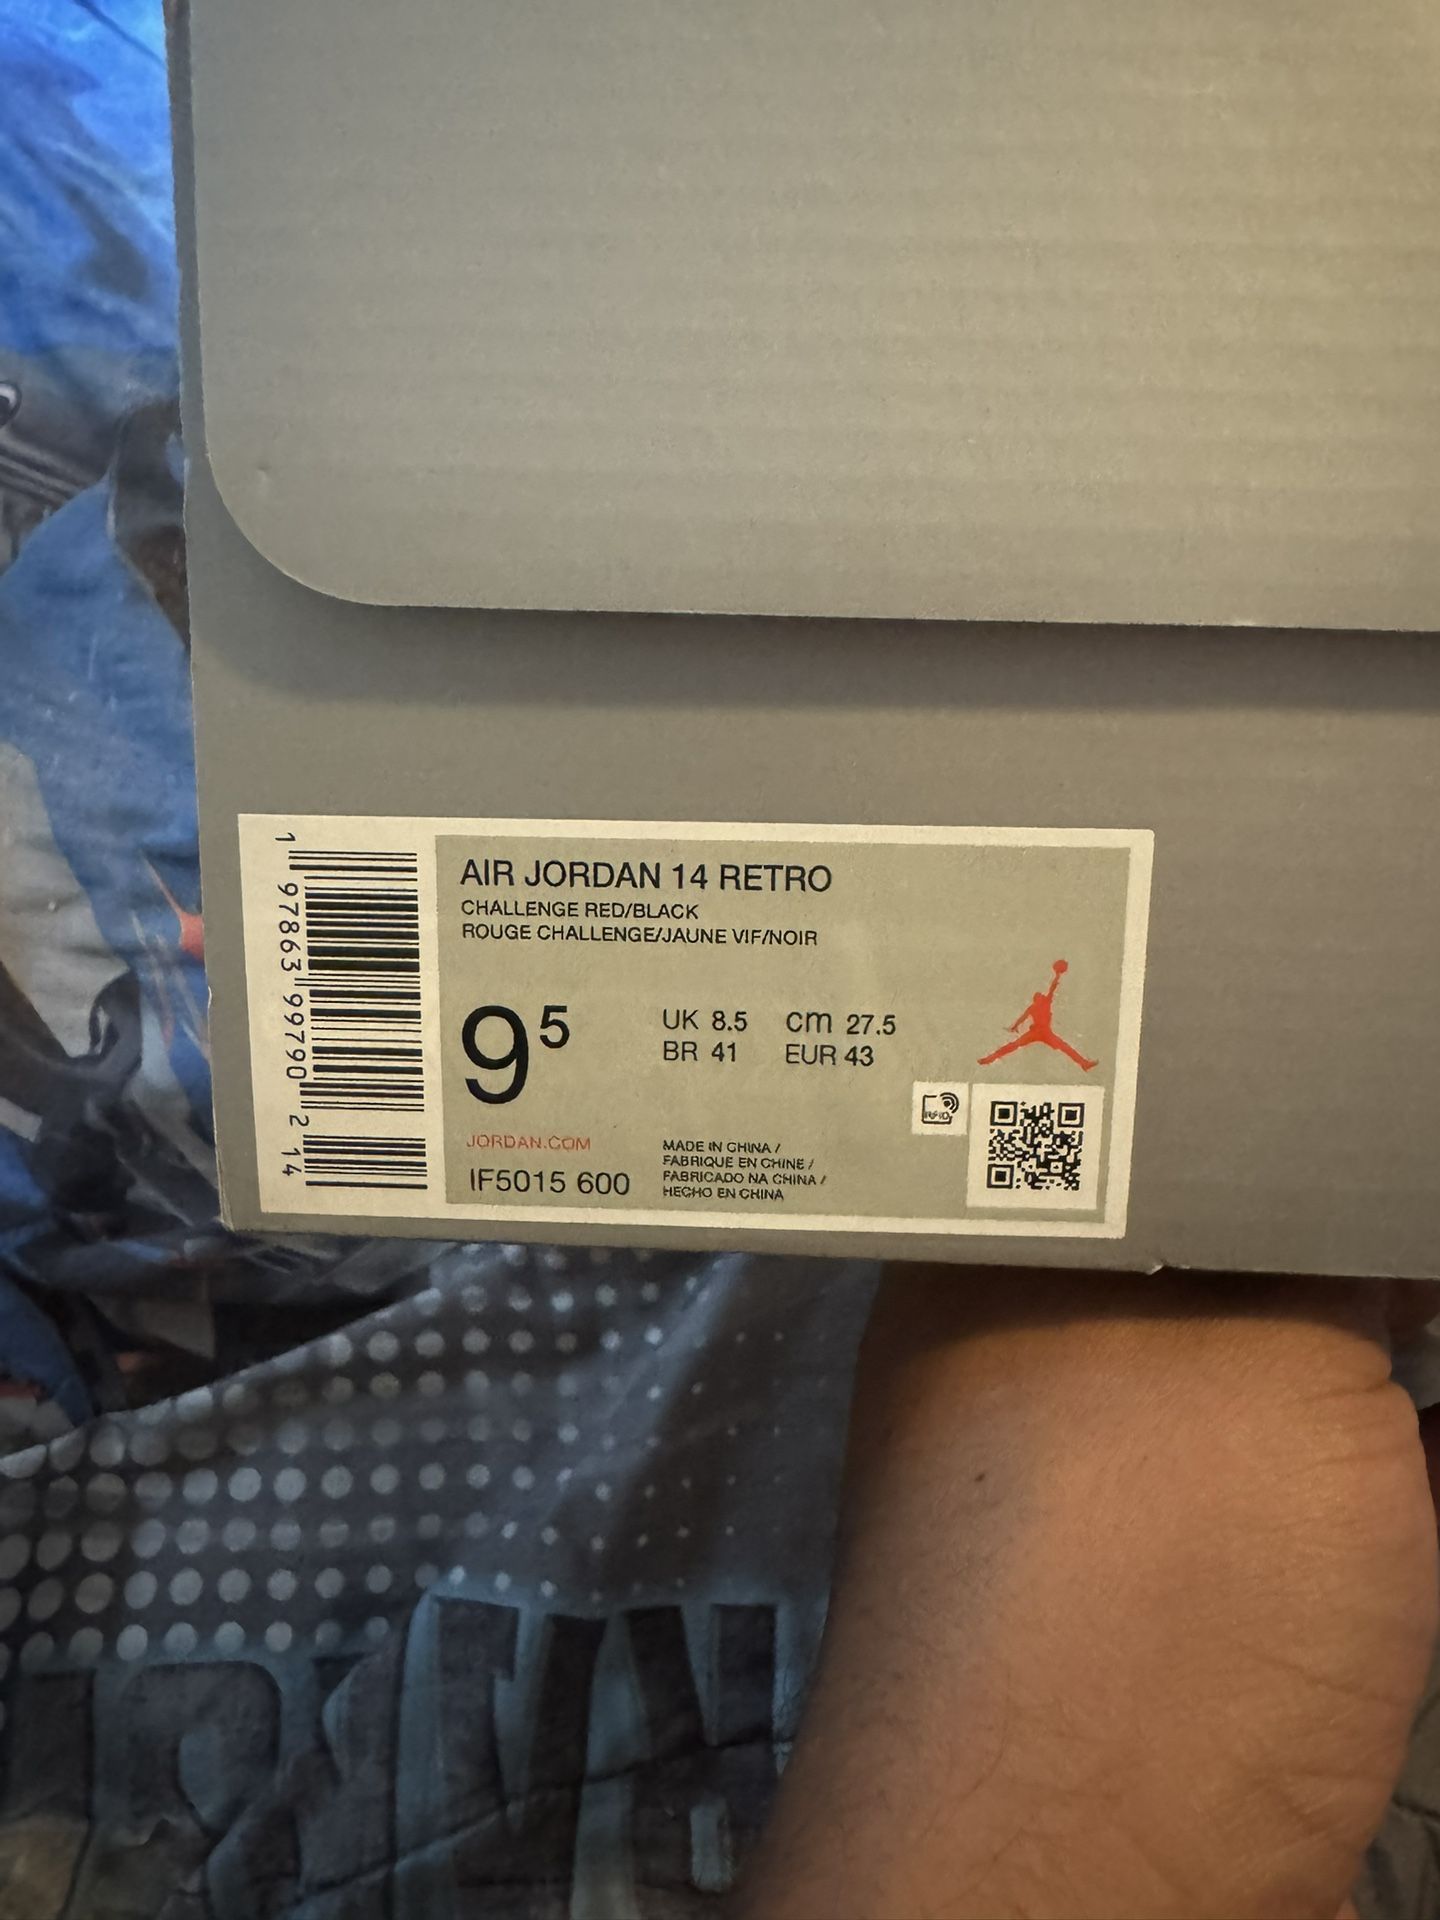 AIR JORDAN 14 RETRO
CHALLENGE RED/BLACK
ROUGE CHALLENGE/JAUNE VIF/NOIR
9⁵
UK 8.5 cm 27.5
BR 41 EUR 43
RFID
JORDAN.COM
IF5015 600
MADE IN CHINA /
FABRIQUE EN CHINE /
FABRICADO NA CHINA /
HECHO EN CHINA
1 97863 99790 2 14